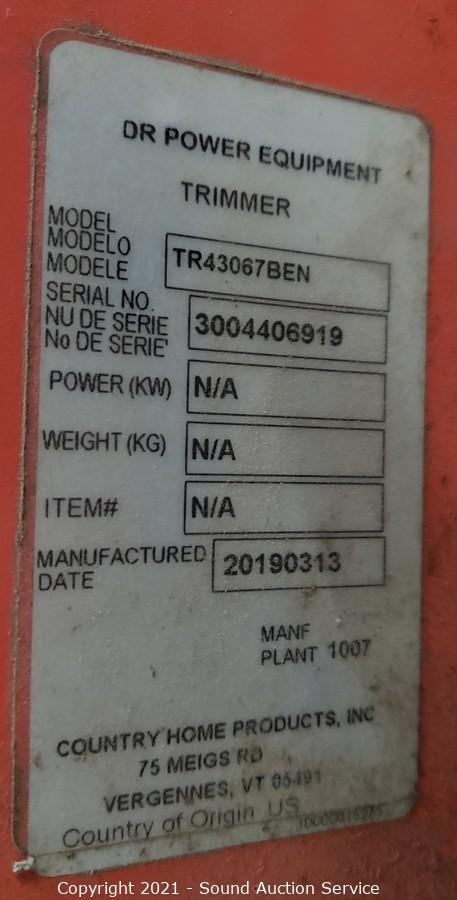 DR POWER EQUIPMENT
TRIMMER
MODEL
MODELO
MODELE
TR43067BEN
SERIAL NO.
NU DE SERIE
No DE SERIE'
3004406919
POWER (KW) N/A
WEIGHT (KG) N/A
ITEM# N/A
MANUFACTURED
DATE
20190313
MANF
PLANT 1007
COUNTRY HOME PRODUCTS, INC
75 MEIGS RD
VERGENNES, VT 05491
Country of Origin US
Copyright 2021 - Sound Auction Service